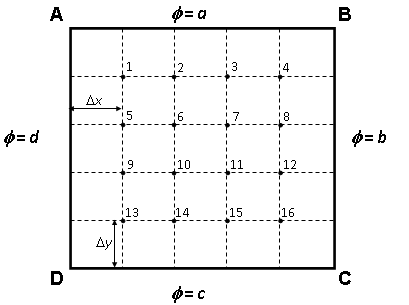 A ϕ = a B
1 2 3 4
Δx
5 6 7 8
ϕ = d ϕ = b
9 10 11 12
13 14 15 16
Δy
D ϕ = c C